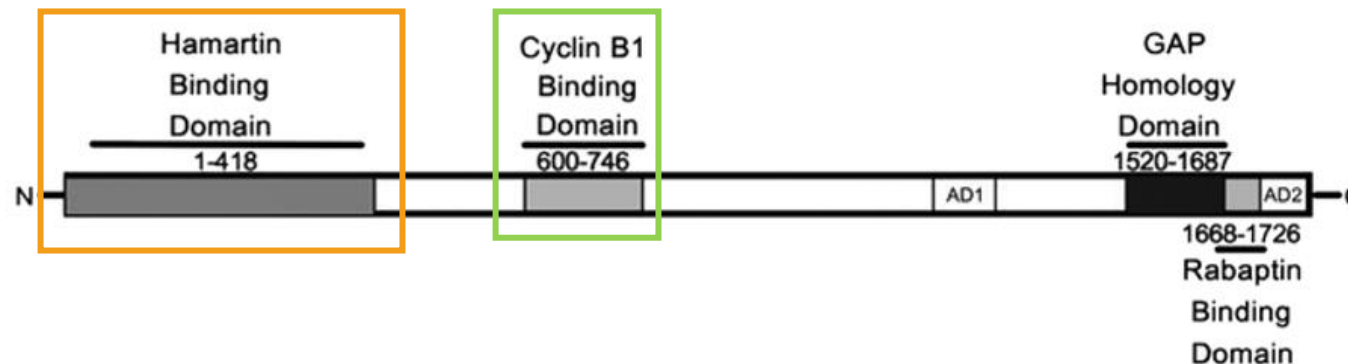 Hamartin
Binding
Domain
1-418
Cyclin B1
Binding
Domain
600-746
GAP
Homology
Domain
1520-1687
N
AD1
AD2
1668-1726
Rabaptin
Binding
Domain